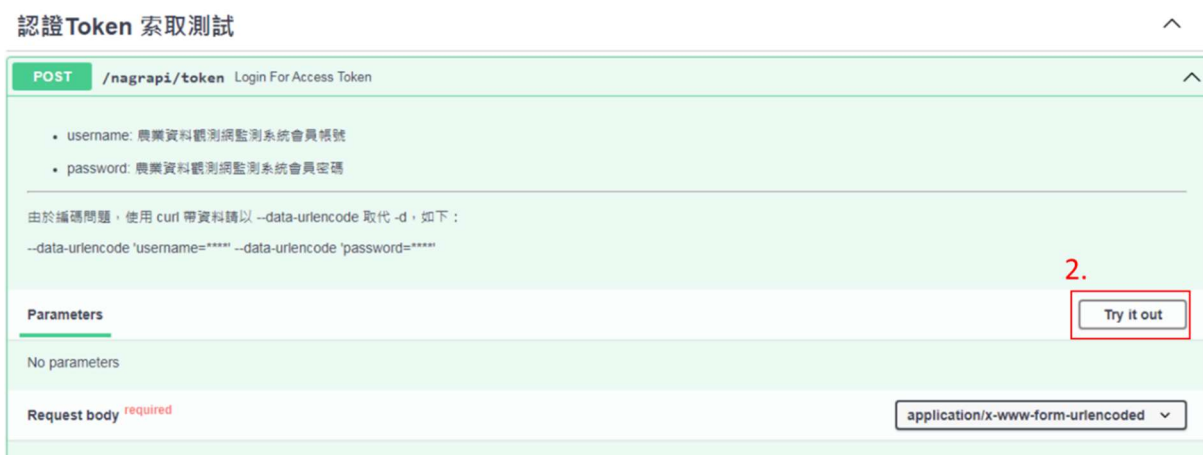 認證Token 索取測試
POST /nagrapi/token Login For Access Token
• username: 農業資料觀測網監測系統會員帳號
• password: 農業資料觀測網監測系統會員密碼
由於編碼問題，使用 curl 帶資料請以 --data-urlencode 取代 -d，如下：
--data-urlencode 'username=****' --data-urlencode 'password=****'
2.
Parameters Try it out
No parameters
Request body required application/x-www-form-urlencoded